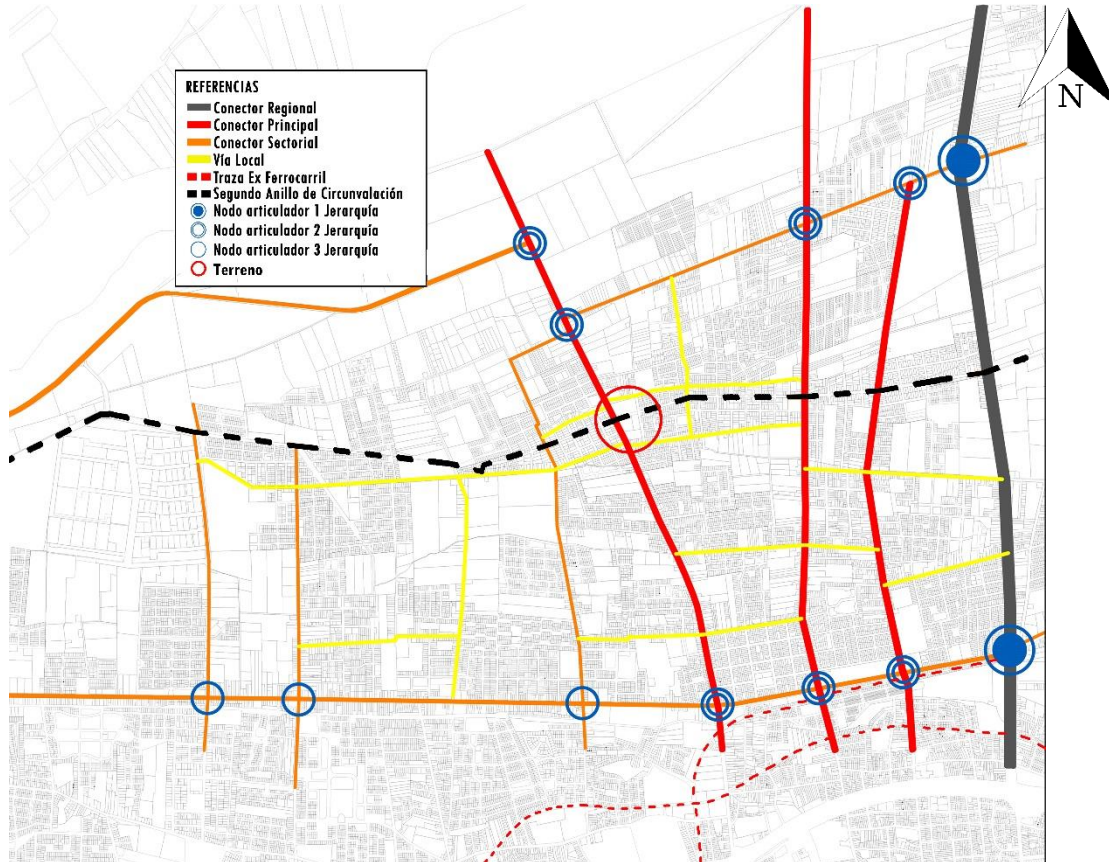 REFERENCIAS
Conector Regional
Conector Principal
Conector Sectorial
Vía Local
Traza Ex Ferrocarril
Segundo Anillo de Circunvalación
Nodo articulador 1 Jerarquía
Nodo articulador 2 Jerarquía
Nodo articulador 3 Jerarquía
Terreno
N